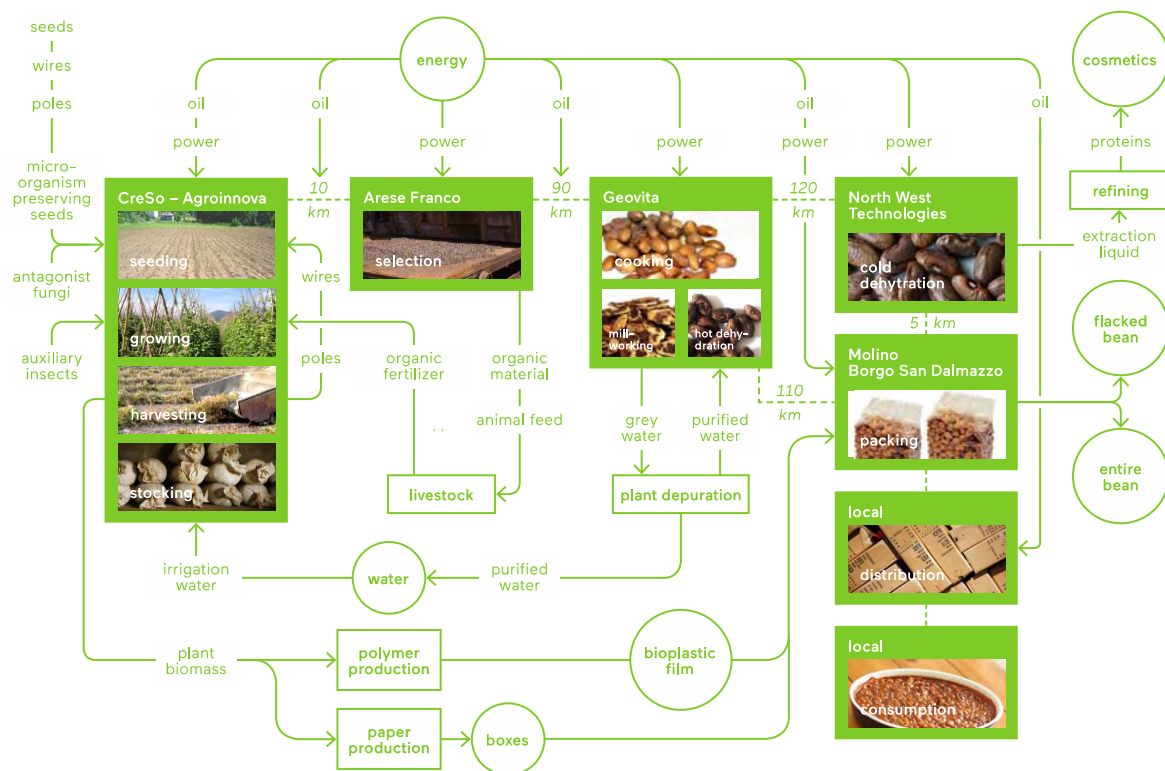 seeds
wires
poles
micro-
organism
preserving
seeds
antagonist
fungi
auxiliary
insects
energy
oil
oil
oil
oil
oil
power
power
power
power
cosmetics
proteins
refining
extraction
liquid
CreSo – Agroinnova
seeding
growing
harvesting
stocking
10
km
wires
poles
Arese Franco
selection
organic
fertilizer
organic
material
animal feed
livestock
90
km
Geovita
cooking
mill-
working
hot dehy-
dration
grey
water
purified
water
plant depuration
120
km
110
km
North West
Technologies
cold
dehytration
5 km
Molino
Borgo San Dalmazzo
packing
flacked
bean
entire
bean
local
distribution
local
consumption
irrigation
water
water
purified
water
plant
biomass
polymer
production
bioplastic
film
paper
production
boxes